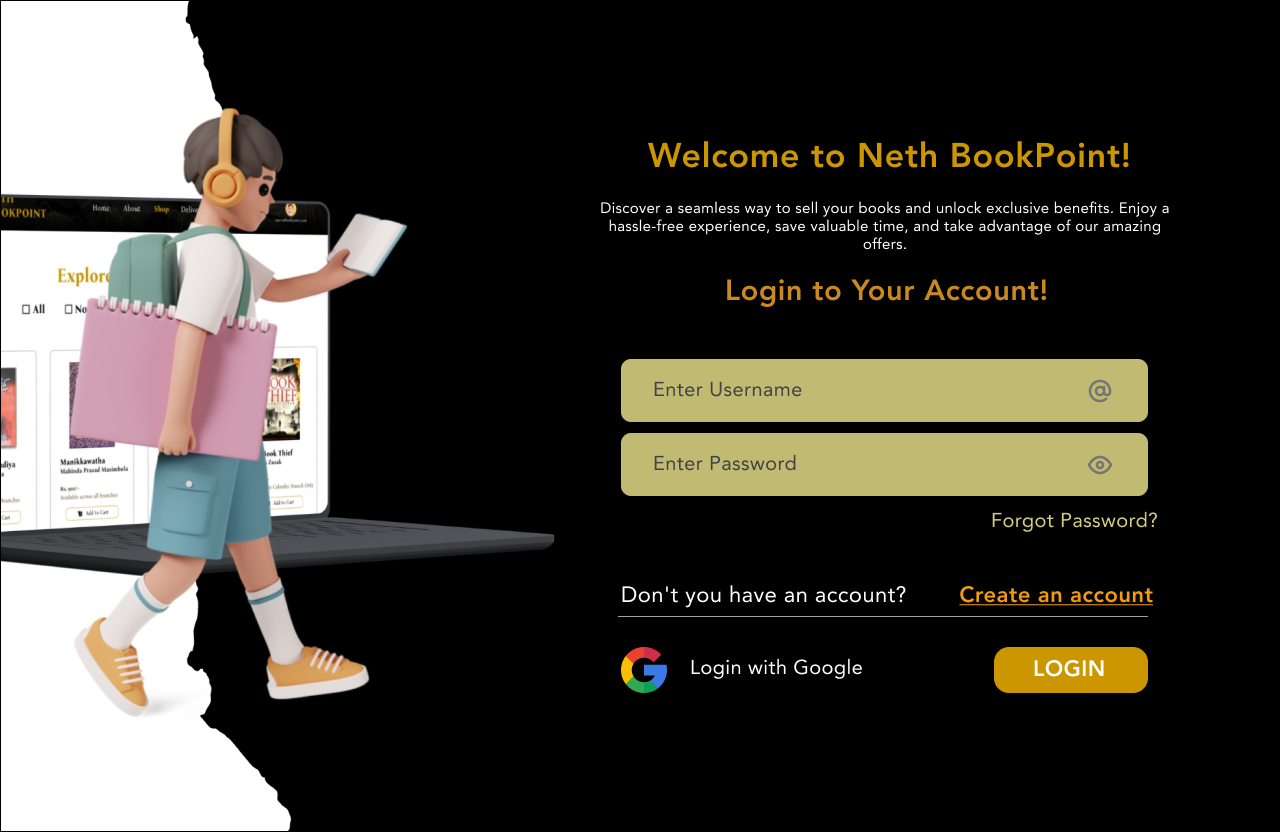 Welcome to Neth BookPoint!
Discover a seamless way to sell your books and unlock exclusive benefits. Enjoy a
hassle-free experience, save valuable time, and take advantage of our amazing
offers.
Login to Your Account!
Enter Username
@
Enter Password
Forgot Password?
Don't you have an account?
Create an account
Login with Google
LOGIN
OKPOINT
Home
About
Shop
Explore
All
No
BOOK
THIEF
Manikkawatha
Mahinda Prasad Masimbula
Rs. 900/-
Available across all branches
Add to Cart
Book Thief
Zusak
Colombo Branch Only
Add to Cart